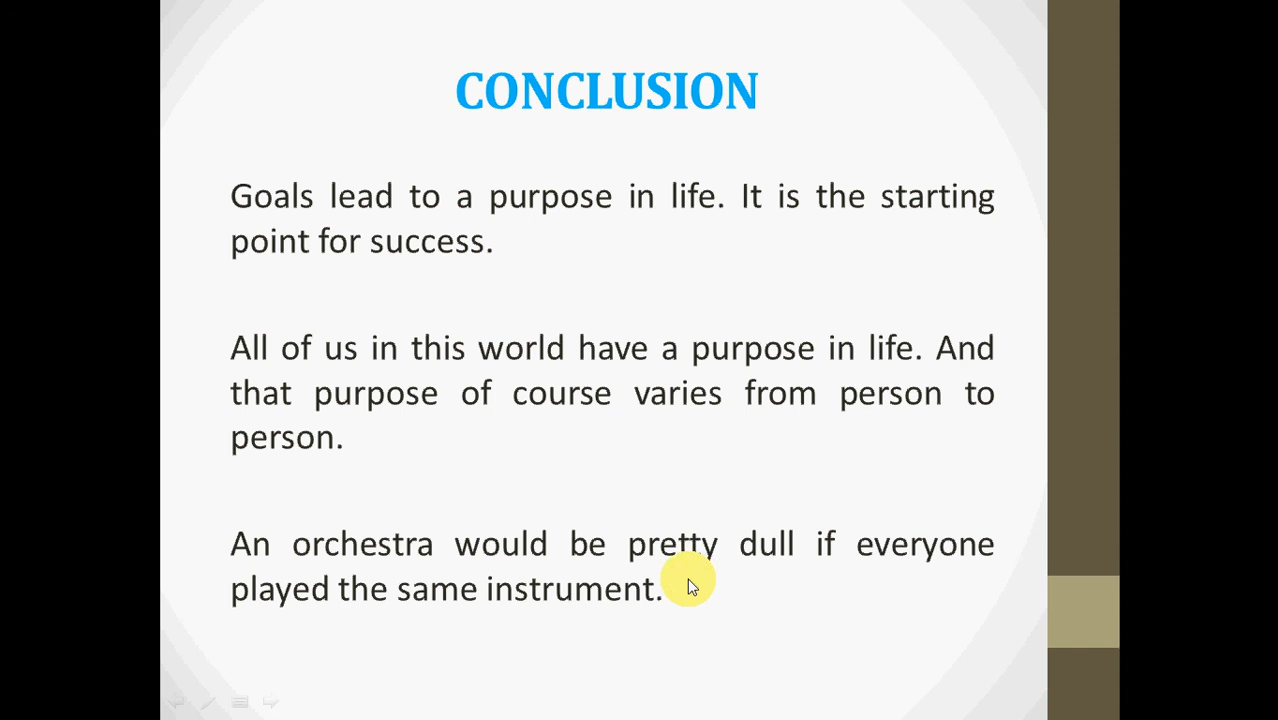 CONCLUSION
Goals lead to a purpose in life. It is the starting
point for success.
All of us in this world have a purpose in life. And
that purpose of course varies from person to
person.
An orchestra would be pretty dull if everyone
played the same instrument.